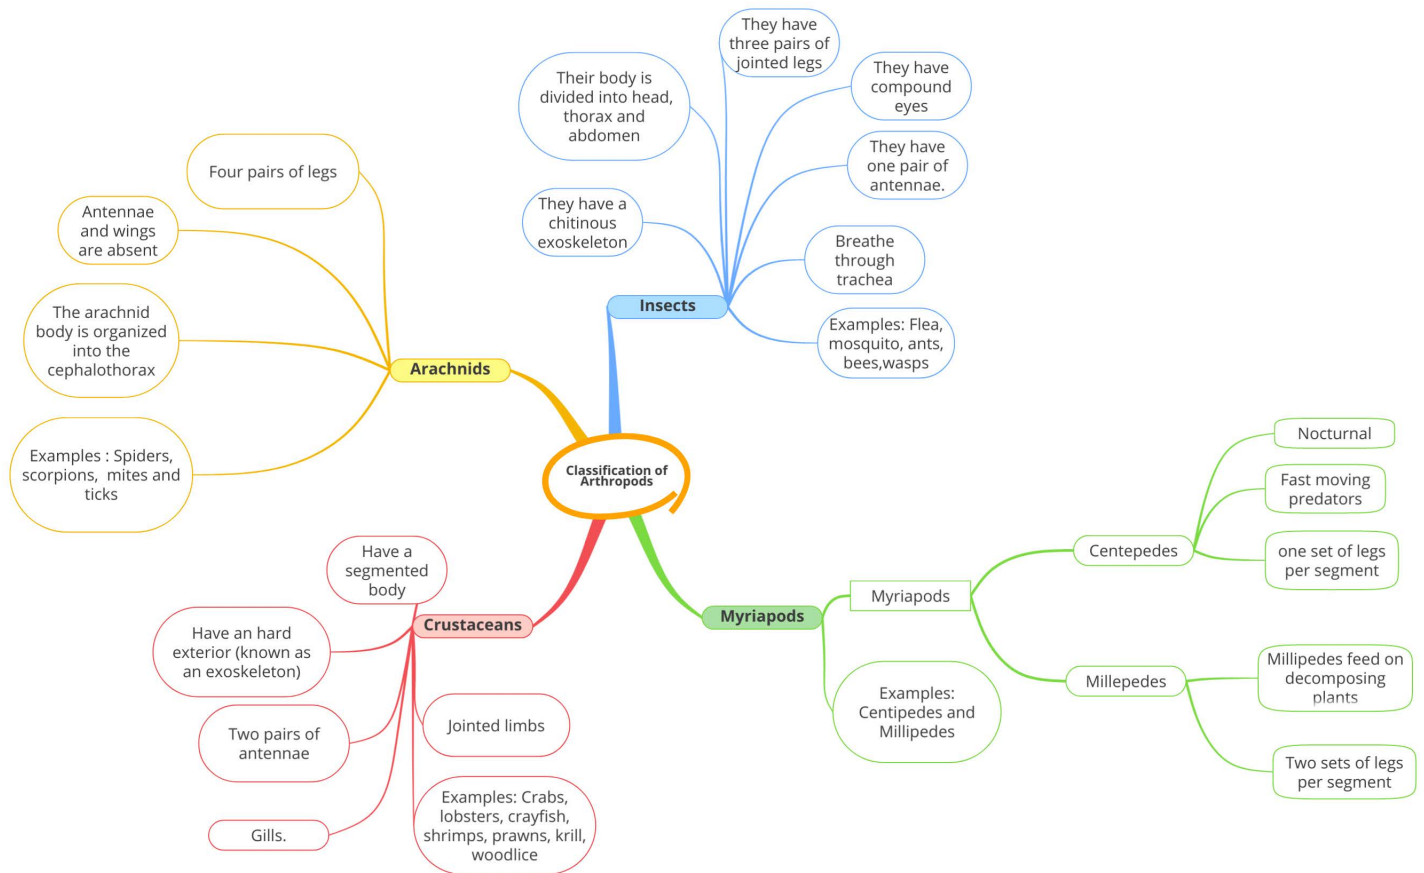 Classification of
Arthropods
Insects
They have a
chitinous
exoskeleton
Their body is
divided into head,
thorax and
abdomen
They have
three pairs of
jointed legs
They have
compound
eyes
They have
one pair of
antennae.
Breathe
through
trachea
Examples: Flea,
mosquito, ants,
bees,wasps
Arachnids
Four pairs of legs
Antennae
and wings
are absent
The arachnid
body is organized
into the
cephalothorax
Examples : Spiders,
scorpions, mites and
ticks
Crustaceans
Have a
segmented
body
Have an hard
exterior (known as
an exoskeleton)
Two pairs of
antennae
Gills.
Jointed limbs
Examples: Crabs,
lobsters, crayfish,
shrimps, prawns, krill,
woodlice
Myriapods
Myriapods
Examples:
Centipedes and
Millipedes
Centepedes
Nocturnal
Fast moving
predators
one set of legs
per segment
Millepedes
Millipedes feed on
decomposing
plants
Two sets of legs
per segment